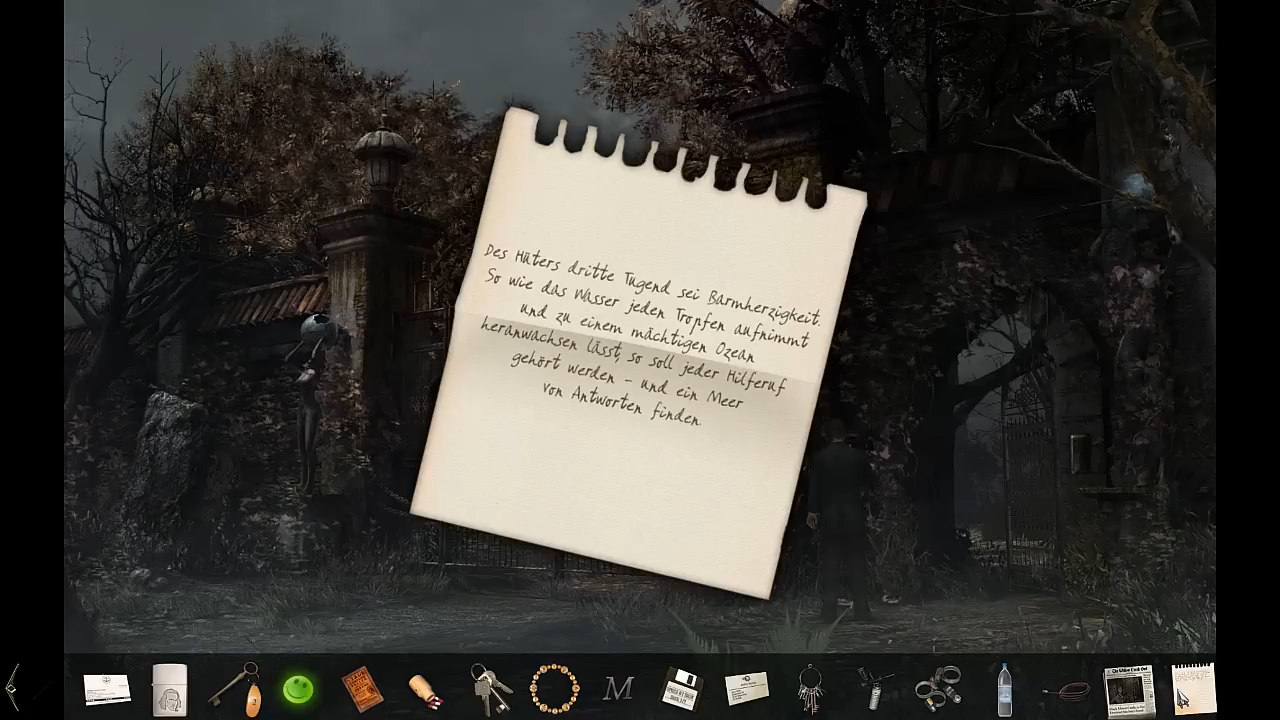 Des Hüters dritte Tugend sei Barmherzigkeit.
So wie das Wasser jeden Tropfen aufnimmt
und zu einem mächtigen Ozean
heranwachsen lässt, so soll jeder Hilferuf
gehört werden – und ein Meer
von Antworten finden.
M